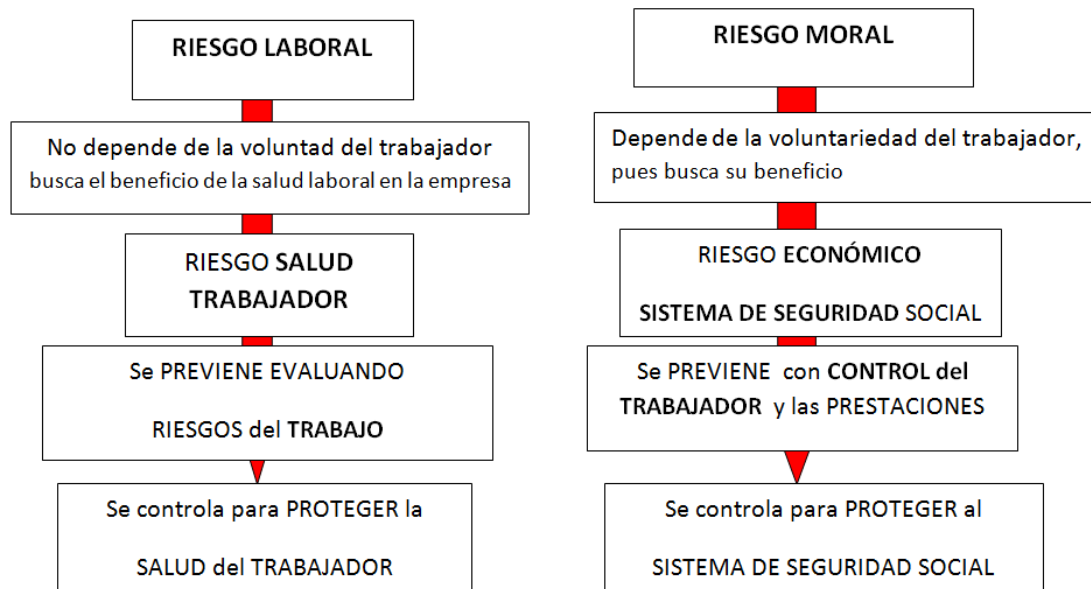 RIESGO LABORAL
No depende de la voluntad del trabajador
busca el beneficio de la salud laboral en la empresa
RIESGO SALUD
TRABAJADOR
Se PREVIENE EVALUANDO
RIESGOS del TRABAJO
Se controla para PROTEGER la
SALUD del TRABAJADOR
RIESGO MORAL
Depende de la voluntariedad del trabajador,
pues busca su beneficio
RIESGO ECONÓMICO
SISTEMA DE SEGURIDAD SOCIAL
Se PREVIENE con CONTROL del
TRABAJADOR y las PRESTACIONES
Se controla para PROTEGER al
SISTEMA DE SEGURIDAD SOCIAL